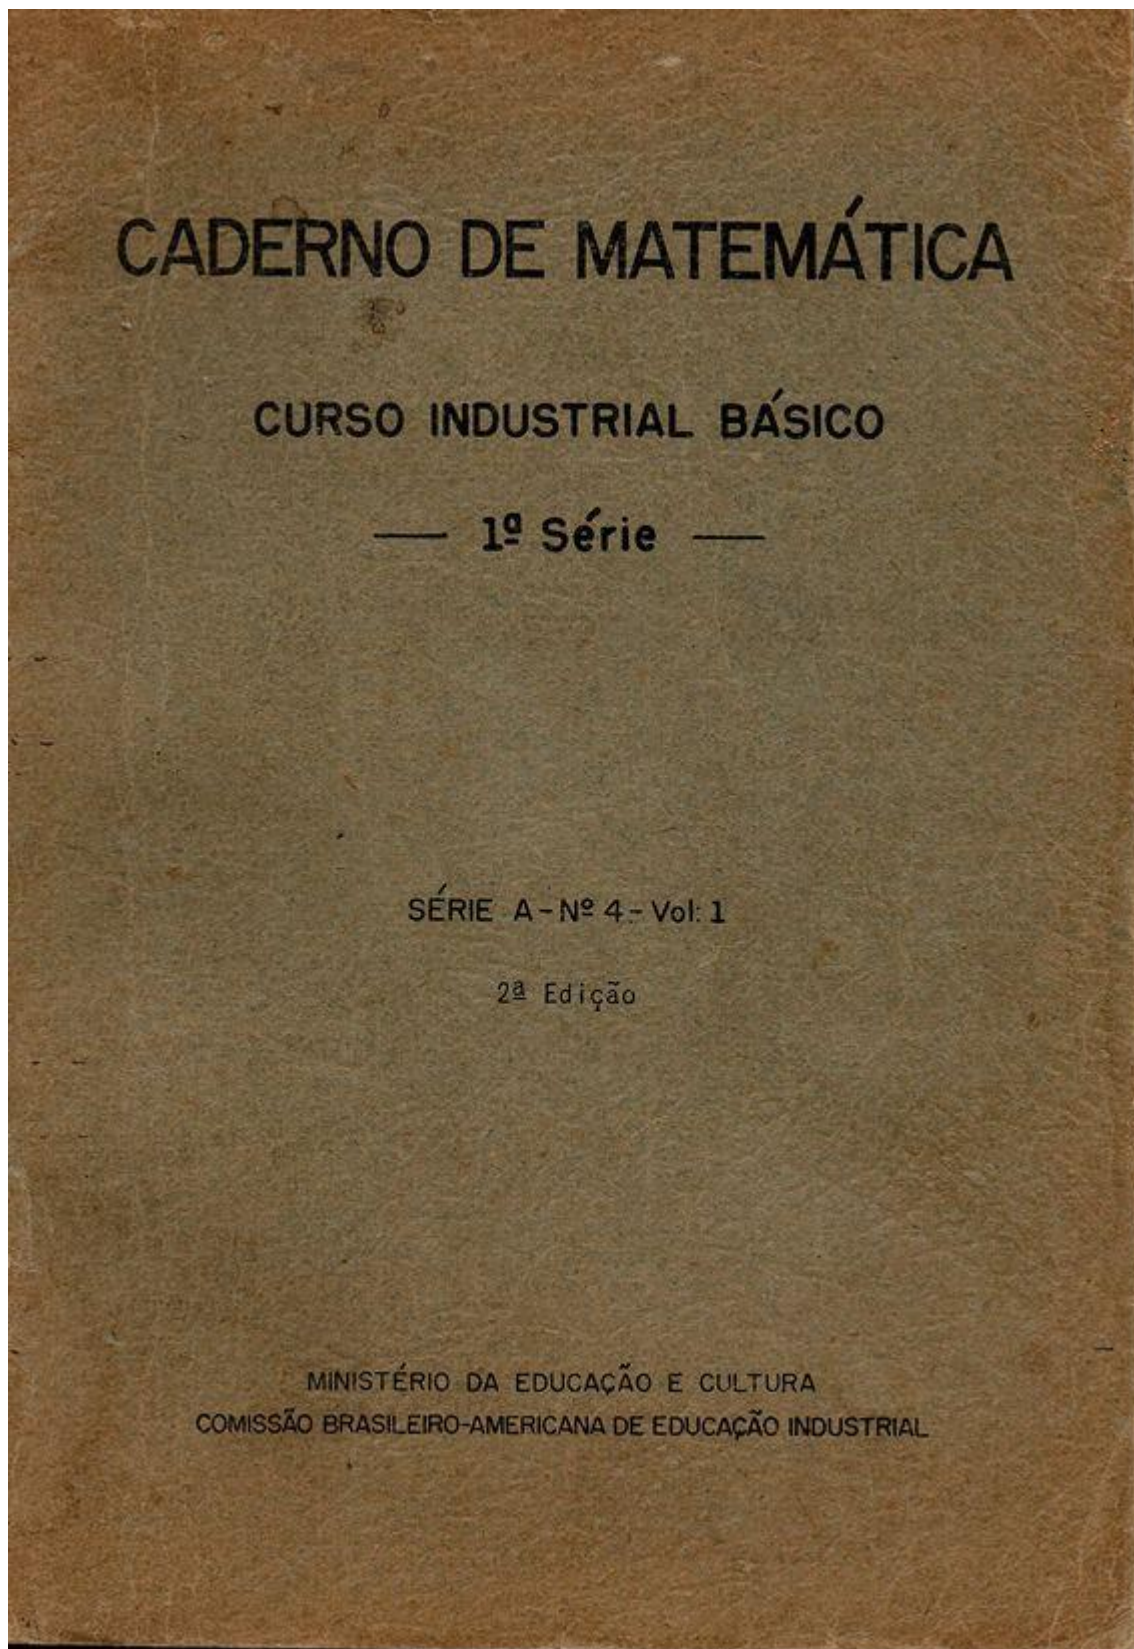 CADERNO DE MATEMÁTICA
CURSO INDUSTRIAL BÁSICO
— 1ª Série —
SÉRIE A - Nº 4 - Vol: 1
2ª Edição
MINISTÉRIO DA EDUCAÇÃO E CULTURA
COMISSÃO BRASILEIRO-AMERICANA DE EDUCAÇÃO INDUSTRIAL